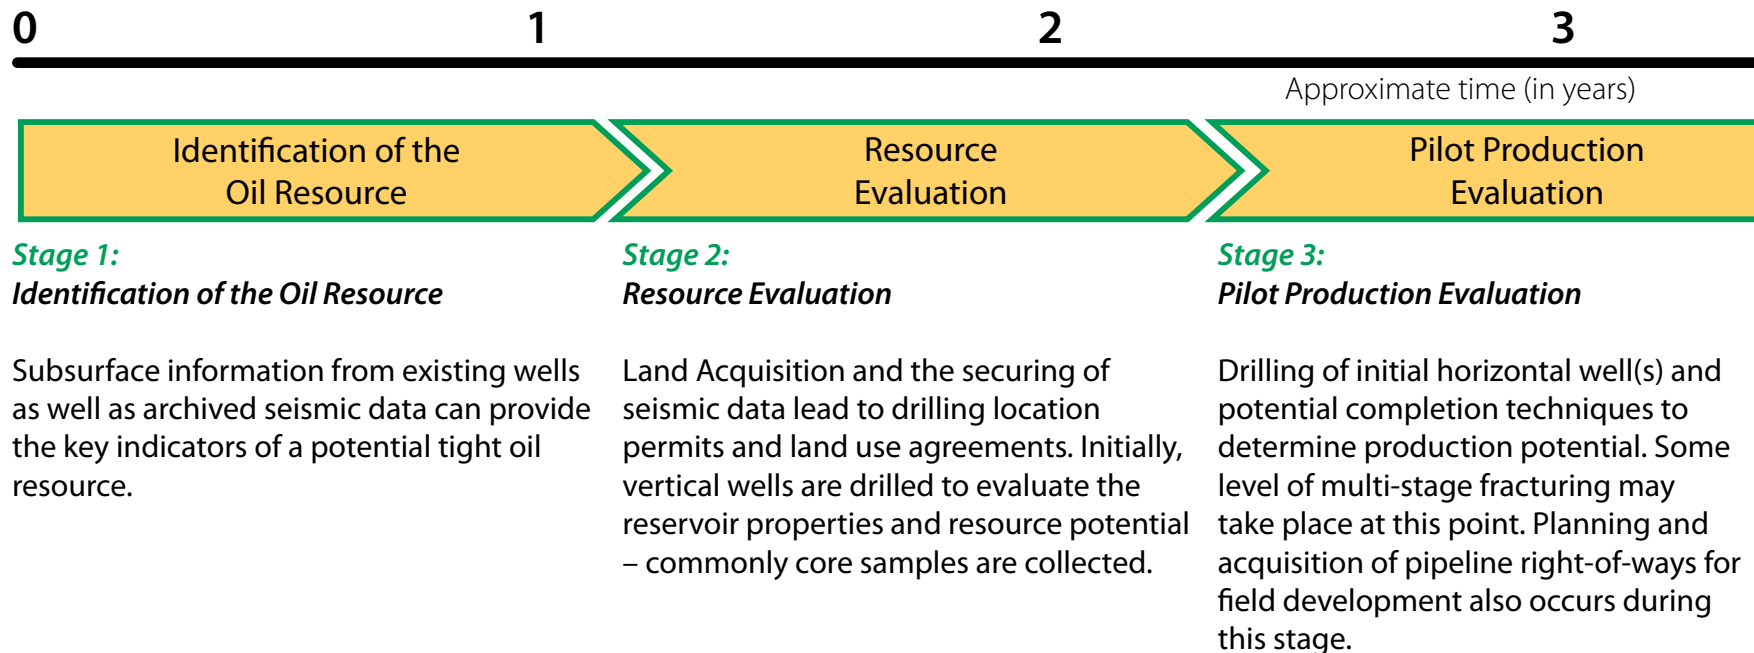 0 1 2 3
Approximate time (in years)
Identification of the
Oil Resource
Resource
Evaluation
Pilot Production
Evaluation
Stage 1:
Identification of the Oil Resource
Subsurface information from existing wells
as well as archived seismic data can provide
the key indicators of a potential tight oil
resource.
Stage 2:
Resource Evaluation
Land Acquisition and the securing of
seismic data lead to drilling location
permits and land use agreements. Initially,
vertical wells are drilled to evaluate the
reservoir properties and resource potential
– commonly core samples are collected.
Stage 3:
Pilot Production Evaluation
Drilling of initial horizontal well(s) and
potential completion techniques to
determine production potential. Some
level of multi-stage fracturing may
take place at this point. Planning and
acquisition of pipeline right-of-ways for
field development also occurs during
this stage.